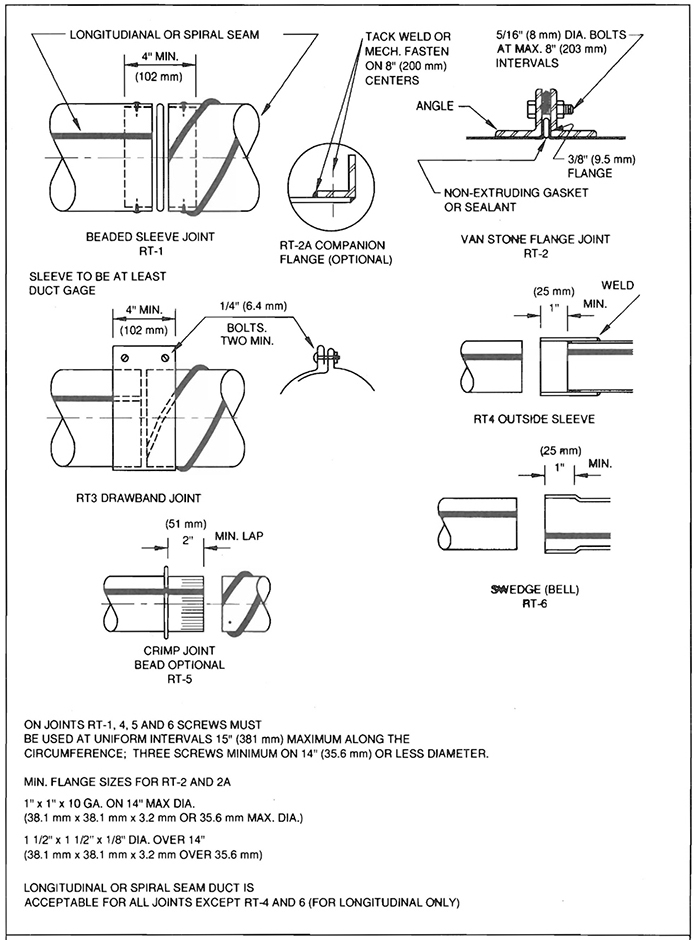 LONGITUDIANAL OR SPIRAL SEAM
4" MIN.
(102 mm)
BEADED SLEEVE JOINT
RT-1
TACK WELD OR
MECH. FASTEN
ON 8" (200 mm)
CENTERS
RT-2A COMPANION
FLANGE (OPTIONAL)
5/16" (8 mm) DIA. BOLTS
AT MAX. 8" (203 mm)
INTERVALS
ANGLE
3/8" (9.5 mm)
FLANGE
NON-EXTRUDING GASKET
OR SEALANT
VAN STONE FLANGE JOINT
RT-2
SLEEVE TO BE AT LEAST
DUCT GAGE
4" MIN.
(102 mm)
1/4" (6.4 mm)
BOLTS.
TWO MIN.
RT3 DRAWBAND JOINT
WELD
(25 mm)
1" MIN.
RT4 OUTSIDE SLEEVE
(51 mm)
2" MIN. LAP
CRIMP JOINT
BEAD OPTIONAL
RT-5
(25 mm)
1" MIN.
SWEDGE (BELL)
RT-6
ON JOINTS RT-1, 4, 5 AND 6 SCREWS MUST
BE USED AT UNIFORM INTERVALS 15" (381 mm) MAXIMUM ALONG THE
CIRCUMFERENCE; THREE SCREWS MINIMUM ON 14" (35.6 mm) OR LESS DIAMETER.
MIN. FLANGE SIZES FOR RT-2 AND 2A
1" x 1" x 10 GA. ON 14" MAX DIA.
(38.1 mm x 38.1 mm x 3.2 mm OR 35.6 mm MAX. DIA.)
1 1/2" x 1 1/2" x 1/8" DIA. OVER 14"
(38.1 mm x 38.1 mm x 3.2 mm OVER 35.6 mm)
LONGITUDINAL OR SPIRAL SEAM DUCT IS
ACCEPTABLE FOR ALL JOINTS EXCEPT RT-4 AND 6 (FOR LONGITUDINAL ONLY)